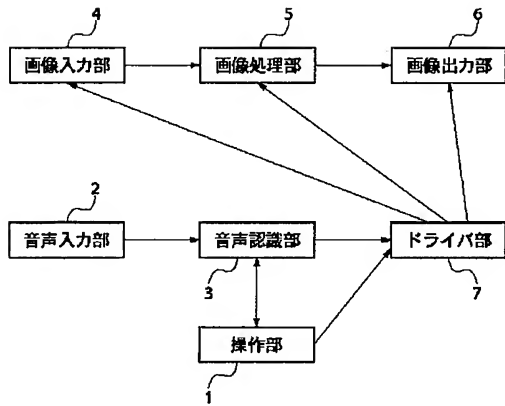 4 5 6
画像入力部 画像処理部 画像出力部
2
音声入力部 音声認識部 ドライバ部
3 7
操作部
1